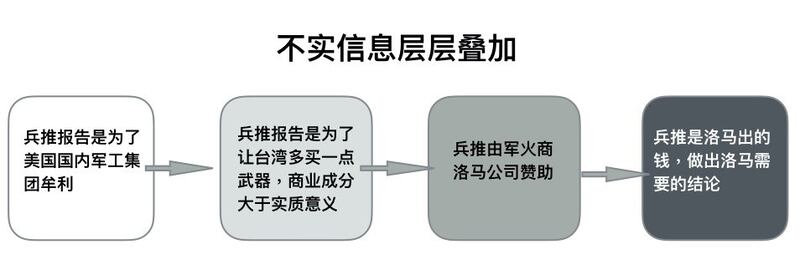 不实信息层层叠加
兵推报告是为了
美国国内军工集
团牟利
兵推报告是为了
让台湾多买一点
武器，商业成分
大于实质意义
兵推由军火商
洛马公司赞助
兵推是洛马出的
钱，做出洛马需
要的结论